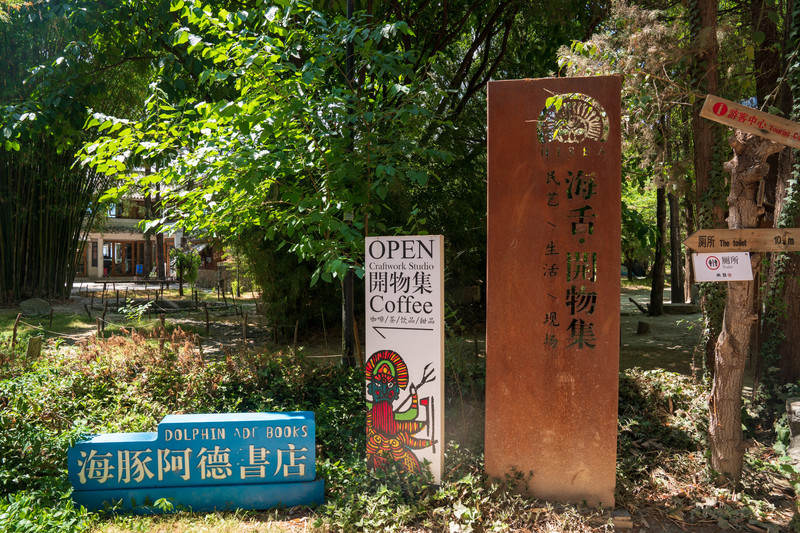 DOLPHIN ADE BOOKS
海豚阿德書店
OPEN
Craftwork Studio
開物集
Coffee
咖啡/茶/饮品/甜品
海舌·開物集
民艺 生活 现场
游客中心
厕所 The toilet 10m
厕所